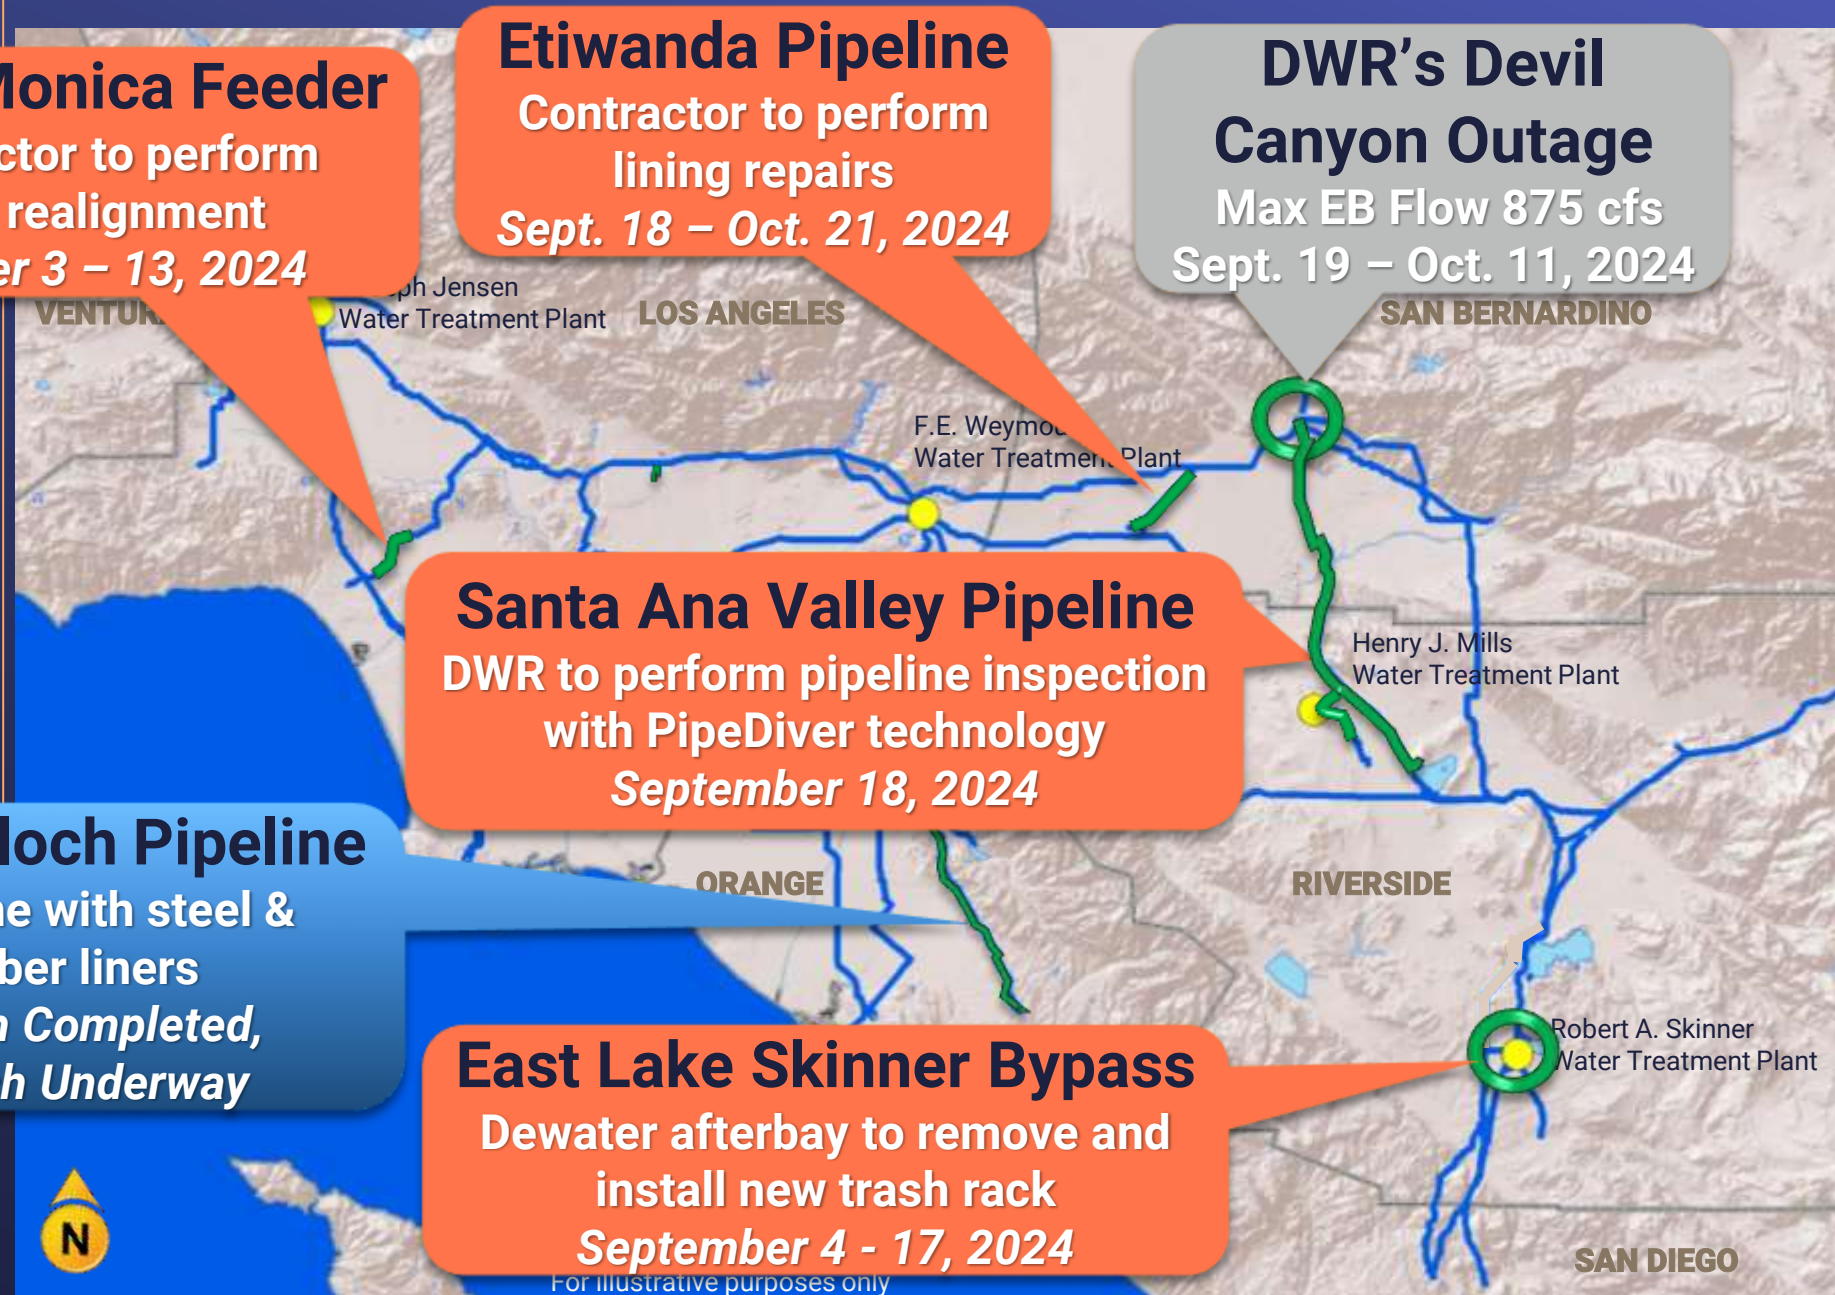 Monica Feeder
ctor to perform
realignment
er 3 – 13, 2024
Etiwanda Pipeline
Contractor to perform
lining repairs
Sept. 18 – Oct. 21, 2024
DWR's Devil
Canyon Outage
Max EB Flow 875 cfs
Sept. 19 – Oct. 11, 2024
VENTUR
ph Jensen
Water Treatment Plant
LOS ANGELES
SAN BERNARDINO
F.E. Weymou
Water Treatment Plant
Santa Ana Valley Pipeline
DWR to perform pipeline inspection
with PipeDiver technology
September 18, 2024
Henry J. Mills
Water Treatment Plant
loch Pipeline
ne with steel &
ber liners
h Completed,
h Underway
ORANGE
RIVERSIDE
East Lake Skinner Bypass
Dewater afterbay to remove and
install new trash rack
September 4 - 17, 2024
Robert A. Skinner
Water Treatment Plant
N
SAN DIEGO
For illustrative purposes only